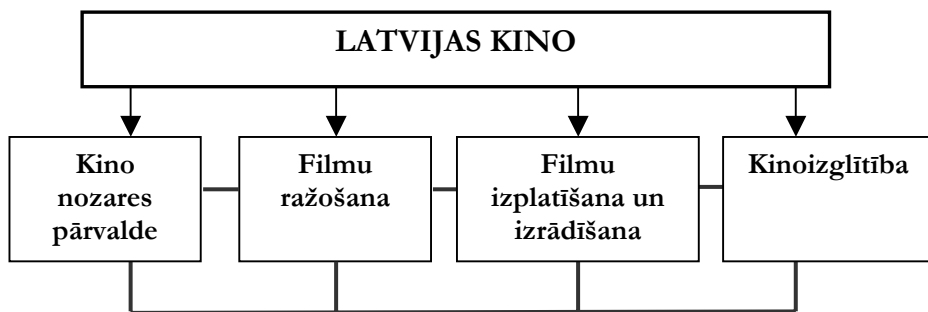 LATVIJAS KINO
Kino
nozares
pārvalde
Filmu
ražošana
Filmu
izplatīšana un
izrādīšana
Kinoizglītība